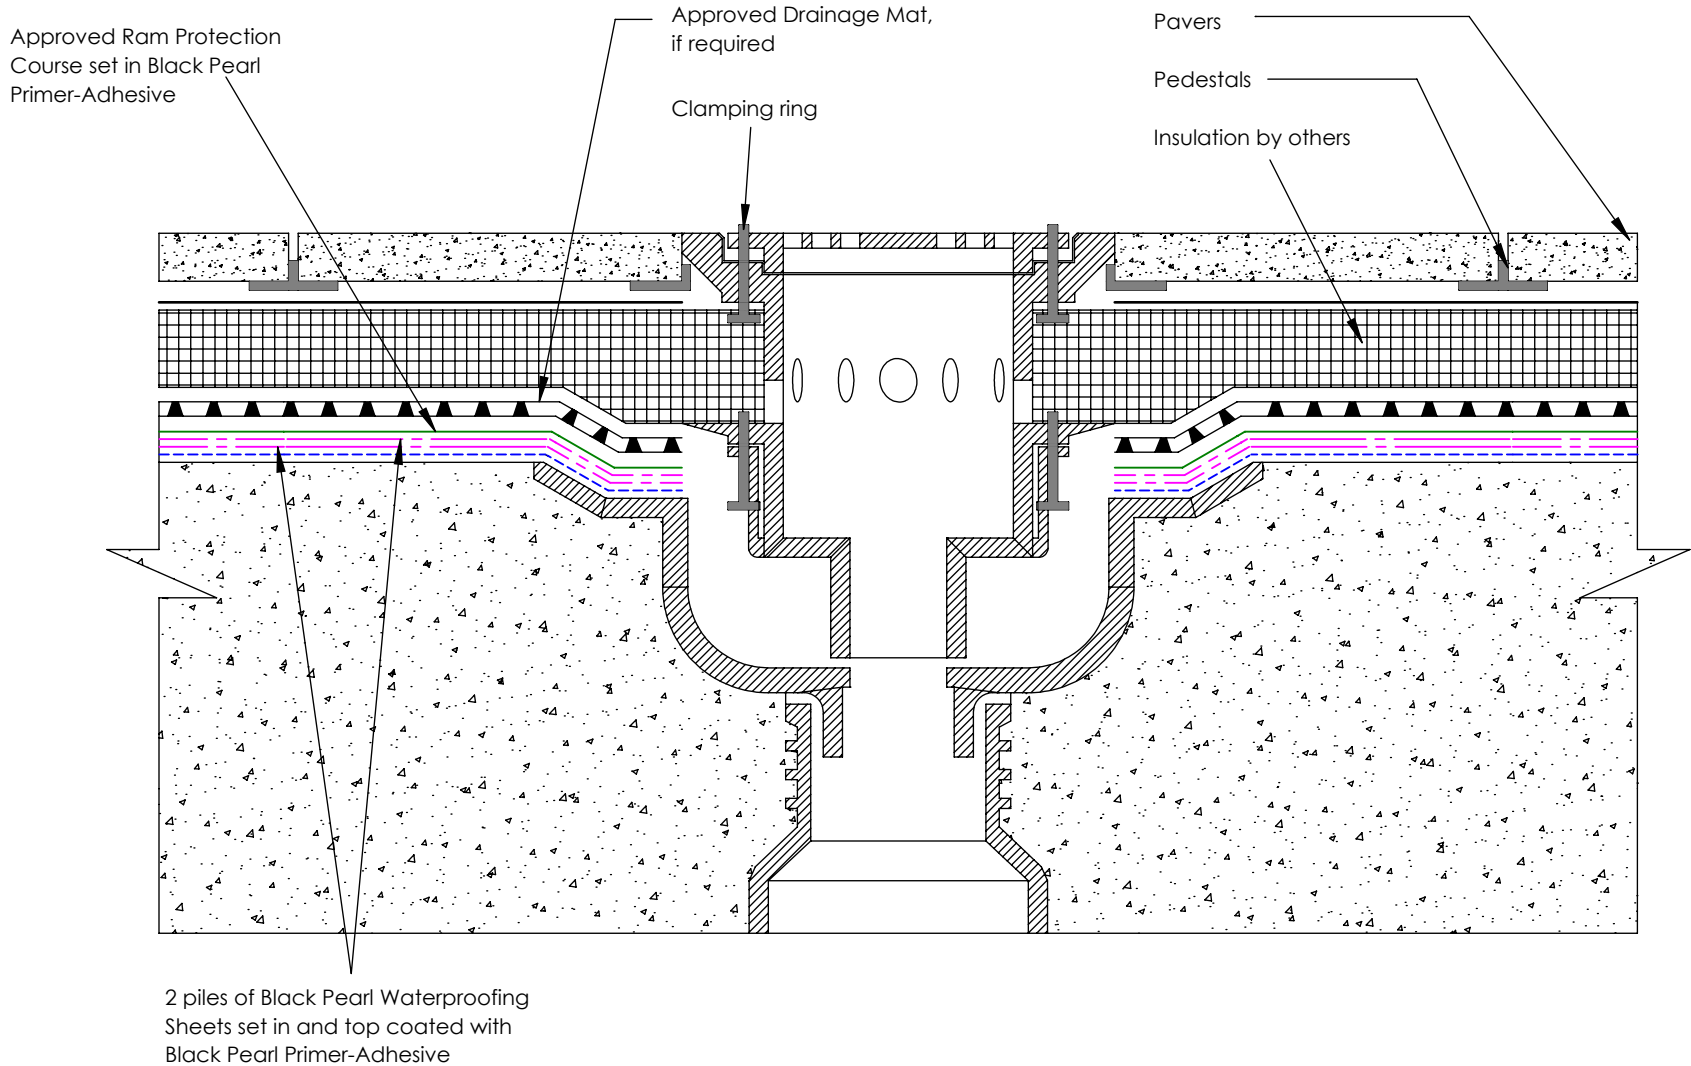 Approved Ram Protection
Course set in Black Pearl
Primer-Adhesive
Approved Drainage Mat,
if required
Clamping ring
Pavers
Pedestals
Insulation by others
2 piles of Black Pearl Waterproofing
Sheets set in and top coated with
Black Pearl Primer-Adhesive